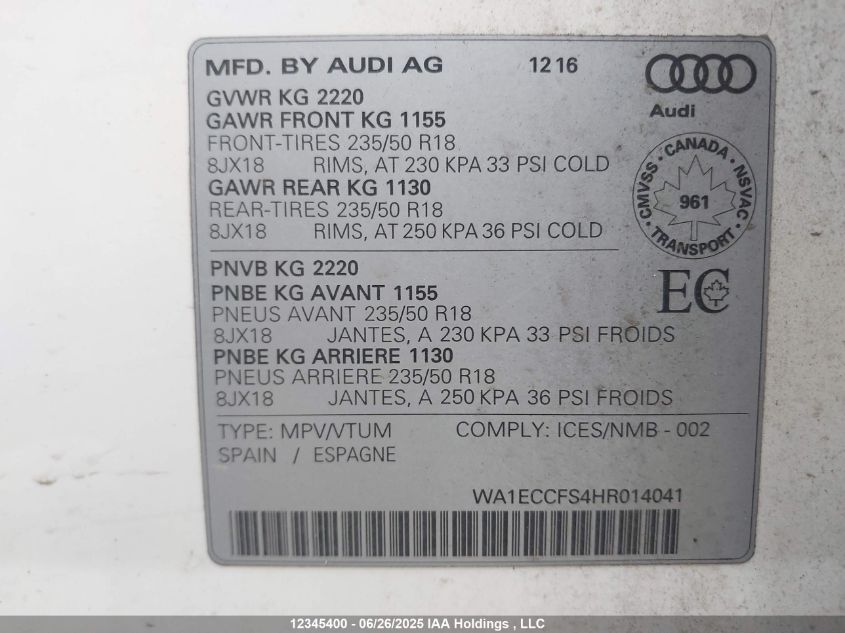 MFD. BY AUDI AG 1216
Audi
GVWR KG 2220
GAWR FRONT KG 1155
FRONT-TIRES 235/50 R18
8JX18 RIMS, AT 230 KPA 33 PSI COLD
GAWR REAR KG 1130
REAR-TIRES 235/50 R18
8JX18 RIMS, AT 250 KPA 36 PSI COLD
CMVSS • CANADA • NSVAC • TRANSPORT •
961
EC
PNVB KG 2220
PNBE KG AVANT 1155
PNEUS AVANT 235/50 R18
8JX18 JANTES, A 230 KPA 33 PSI FROIDS
PNBE KG ARRIERE 1130
PNEUS ARRIERE 235/50 R18
8JX18 JANTES, A 250 KPA 36 PSI FROIDS
TYPE: MPV/VTUM COMPLY: ICES/NMB - 002
SPAIN / ESPAGNE
WA1ECCFS4HR014041
12345400 - 06/26/2025 IAA Holdings , LLC